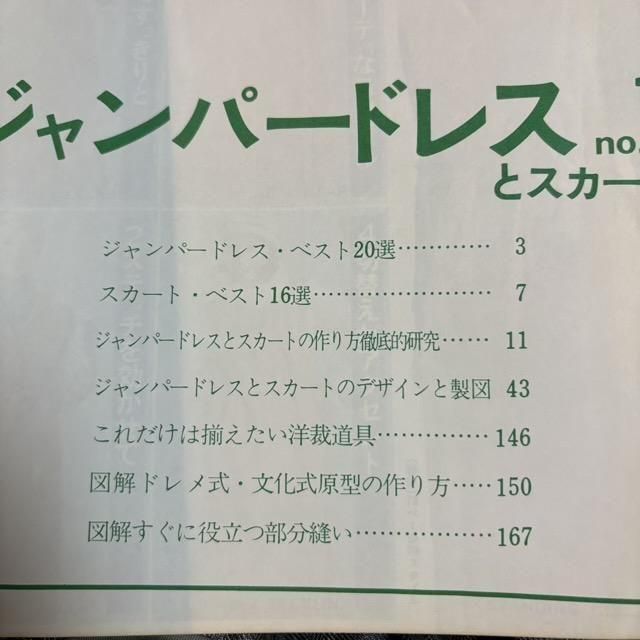 ジャンパードレス
no.
とスカー
ジャンパードレス・ベスト20選………… 3
スカート・ベスト16選…………………… 7
ジャンパードレスとスカートの作り方徹底的研究…… 11
ジャンパードレスとスカートのデザインと製図 43
これだけは揃えたい洋裁道具…………… 146
図解ドレメ式・文化式原型の作り方…… 150
図解すぐに役立つ部分縫い……………… 167